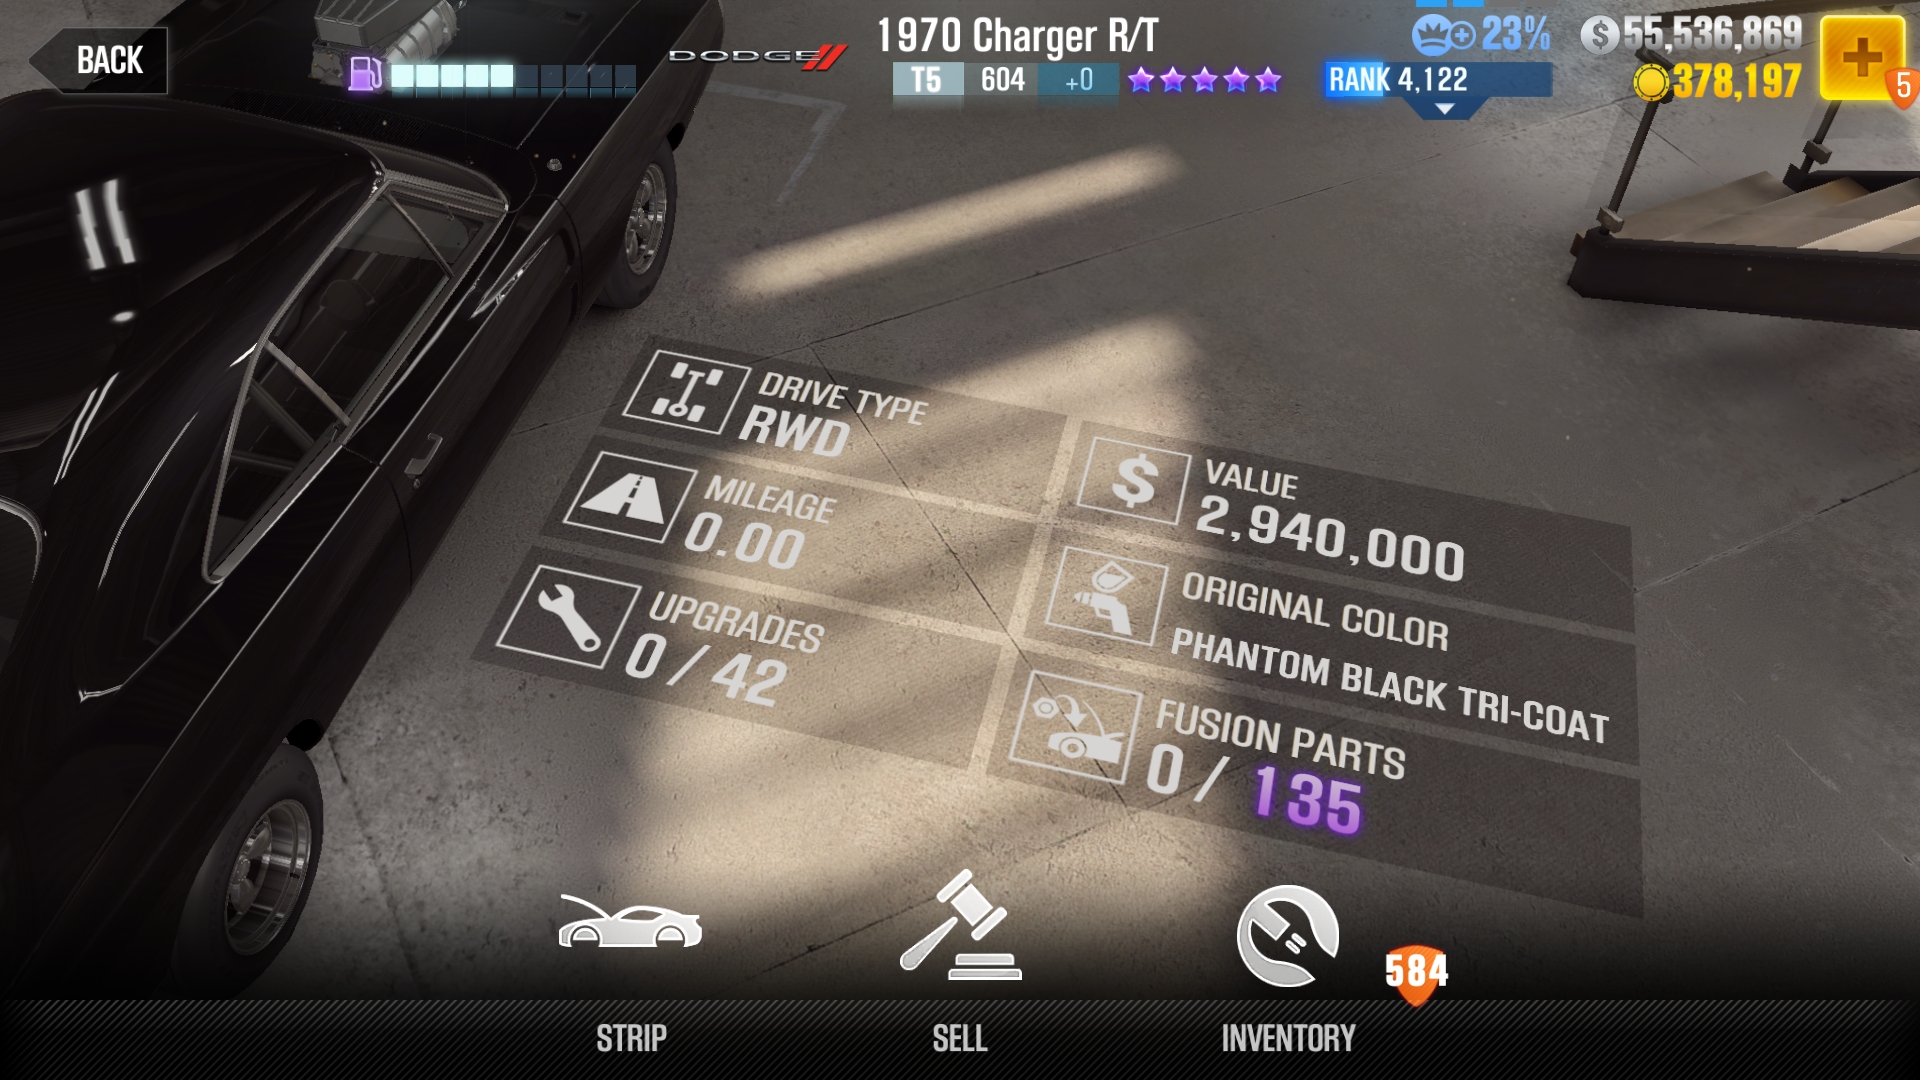 BACK
DODGE
1970 Charger R/T
T5 604 +0
RANK 4,122
23%
55,536,869
378,197
5
DRIVE TYPE
RWD
MILEAGE
0.00
UPGRADES
0 / 42
VALUE
2,940,000
ORIGINAL COLOR
PHANTOM BLACK TRI-COAT
FUSION PARTS
0 / 135
584
STRIP
SELL
INVENTORY